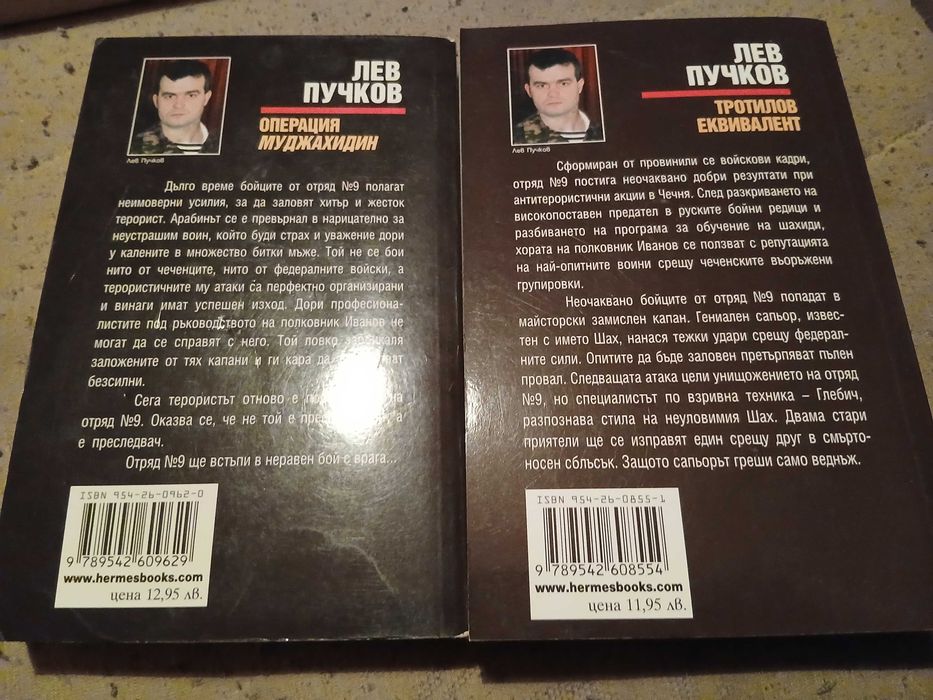 ЛЕВ
ПУЧКОВ
ОПЕРАЦИЯ
МУДЖАХИДИН
Лев Пучков
Дълго време бойците от отряд №9 полагат
неимоверни усилия, за да заловят хитър и жесток
терорист. Арабинът се е превърнал в нарицателно за
неустрашим воин, който буди страх и уважение дори
у калените в множество битки мъже. Той не се бои
нито от чеченците, нито от федералните войски, а
терористичните му атаки са перфектно организирани
и винаги имат успешен изход. Дори професиона-
листите под ръководството на полковник Иванов не
могат да се справят с него. Той ловко
заложените от тях капани и ги кара да
безсилни.
Сега терористът отново е на
отряд №9. Оказва се, че не той е а
е преследвач.
Отряд №9 ще встъпи в неравен бой с врага...
ISBN 954-26-0962-0
9 789542 609629
www.hermesbooks.com
цена 12,95 лв.
ЛЕВ
ПУЧКОВ
ТРОТИЛОВ
ЕКВИВАЛЕНТ
Лев Пучков
Сформиран от провинили се войскови кадри,
отряд №9 постига неочаквано добри резултати при
антитерористични акции в Чечня. След разкриването на
високопоставен предател в руските бойни редици и
разбиването на програма за обучение на шахиди,
хората на полковник Иванов се ползват с репутацията
на най-опитните воини срещу чеченските въоръжени
групировки.
Неочаквано бойците от отряд №9 попадат в
майсторски замислен капан. Гениален сапьор, извес-
тен с името Шах, нанася тежки удари срещу федерал-
ните сили. Опитите да бъде заловен претърпяват пълен
провал. Следващата атака цели унищожението на отряд
№9, но специалистът по взривна техника – Глебич,
разпознава стила на неуловимия Шах. Двама стари
приятели ще се изправят един срещу друг в смърто-
носен сблъсък. Защото сапьорът греши само веднъж.
ISBN 954-26-0855-1
9 789542 608554
www.hermesbooks.com
цена 11,95 лв.